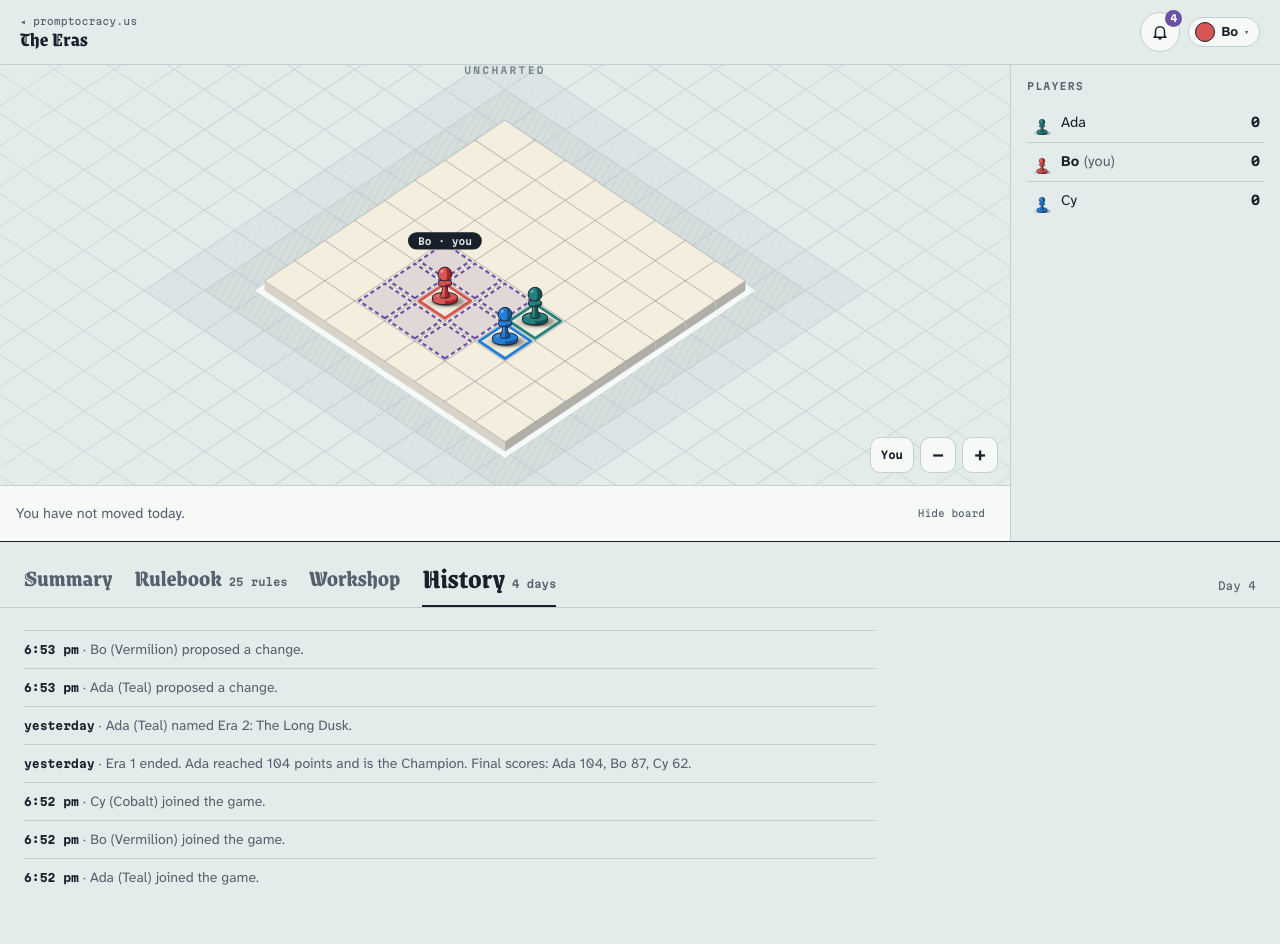 ◂ promptocracy.us
The Eras
4
Bo ▾
UNCHARTED
Bo · you
You
−
+
PLAYERS
Ada 0
Bo (you) 0
Cy 0
You have not moved today.
Hide board
Summary
Rulebook 25 rules
Workshop
History 4 days
Day 4
6:53 pm · Bo (Vermilion) proposed a change.
6:53 pm · Ada (Teal) proposed a change.
yesterday · Ada (Teal) named Era 2: The Long Dusk.
yesterday · Era 1 ended. Ada reached 104 points and is the Champion. Final scores: Ada 104, Bo 87, Cy 62.
6:52 pm · Cy (Cobalt) joined the game.
6:52 pm · Bo (Vermilion) joined the game.
6:52 pm · Ada (Teal) joined the game.